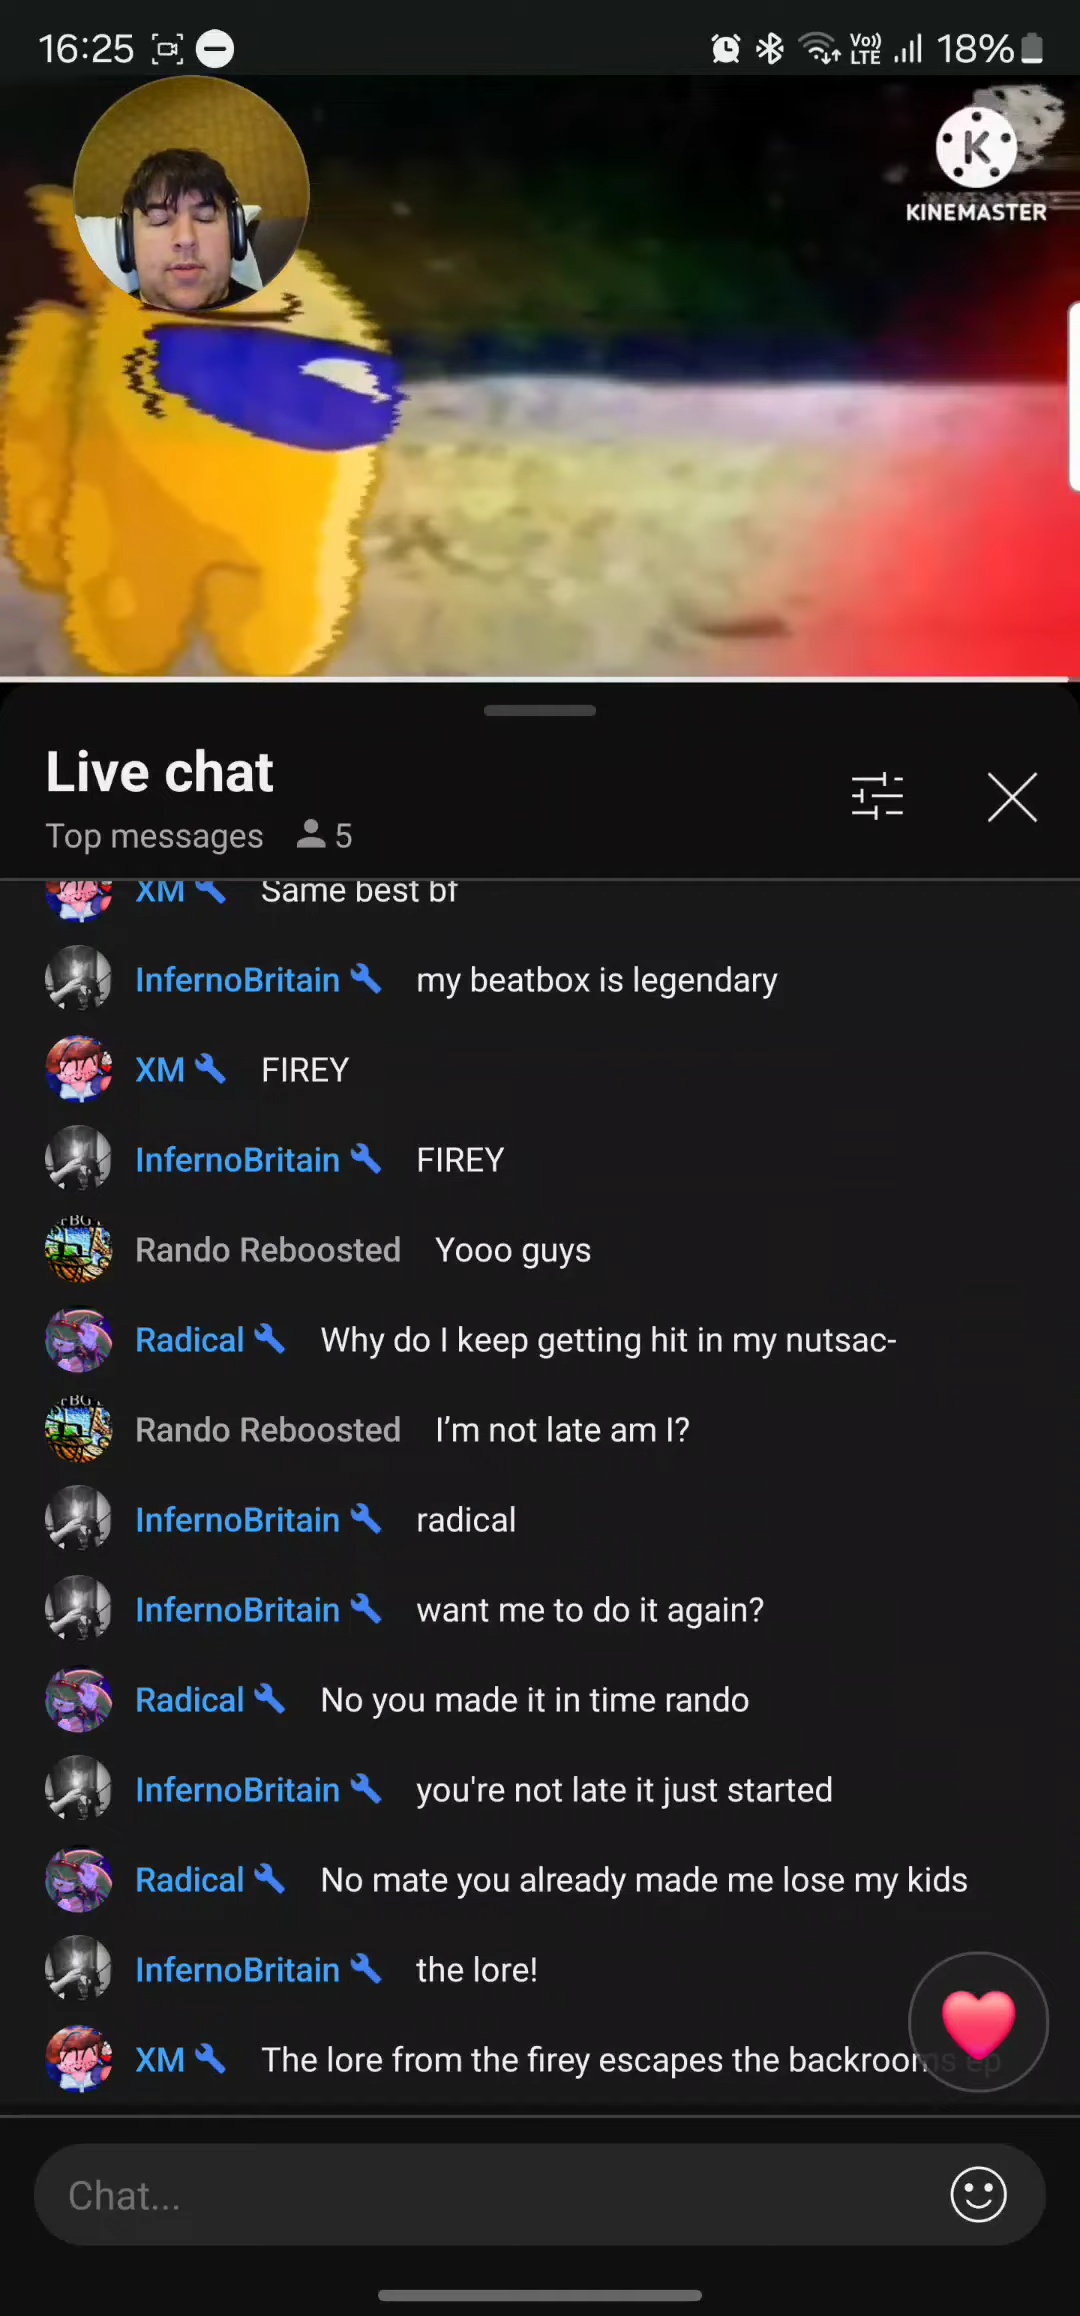 16:25
Vo))
LTE
18%
K
KINEMASTER
Live chat
Top messages 5
XM Same best bf
InfernoBritain my beatbox is legendary
XM FIREY
InfernoBritain FIREY
Rando Reboosted Yooo guys
Radical Why do I keep getting hit in my nutsac-
Rando Reboosted I’m not late am I?
InfernoBritain radical
InfernoBritain want me to do it again?
Radical No you made it in time rando
InfernoBritain you're not late it just started
Radical No mate you already made me lose my kids
InfernoBritain the lore!
XM The lore from the firey escapes the backrooms ep
Chat...